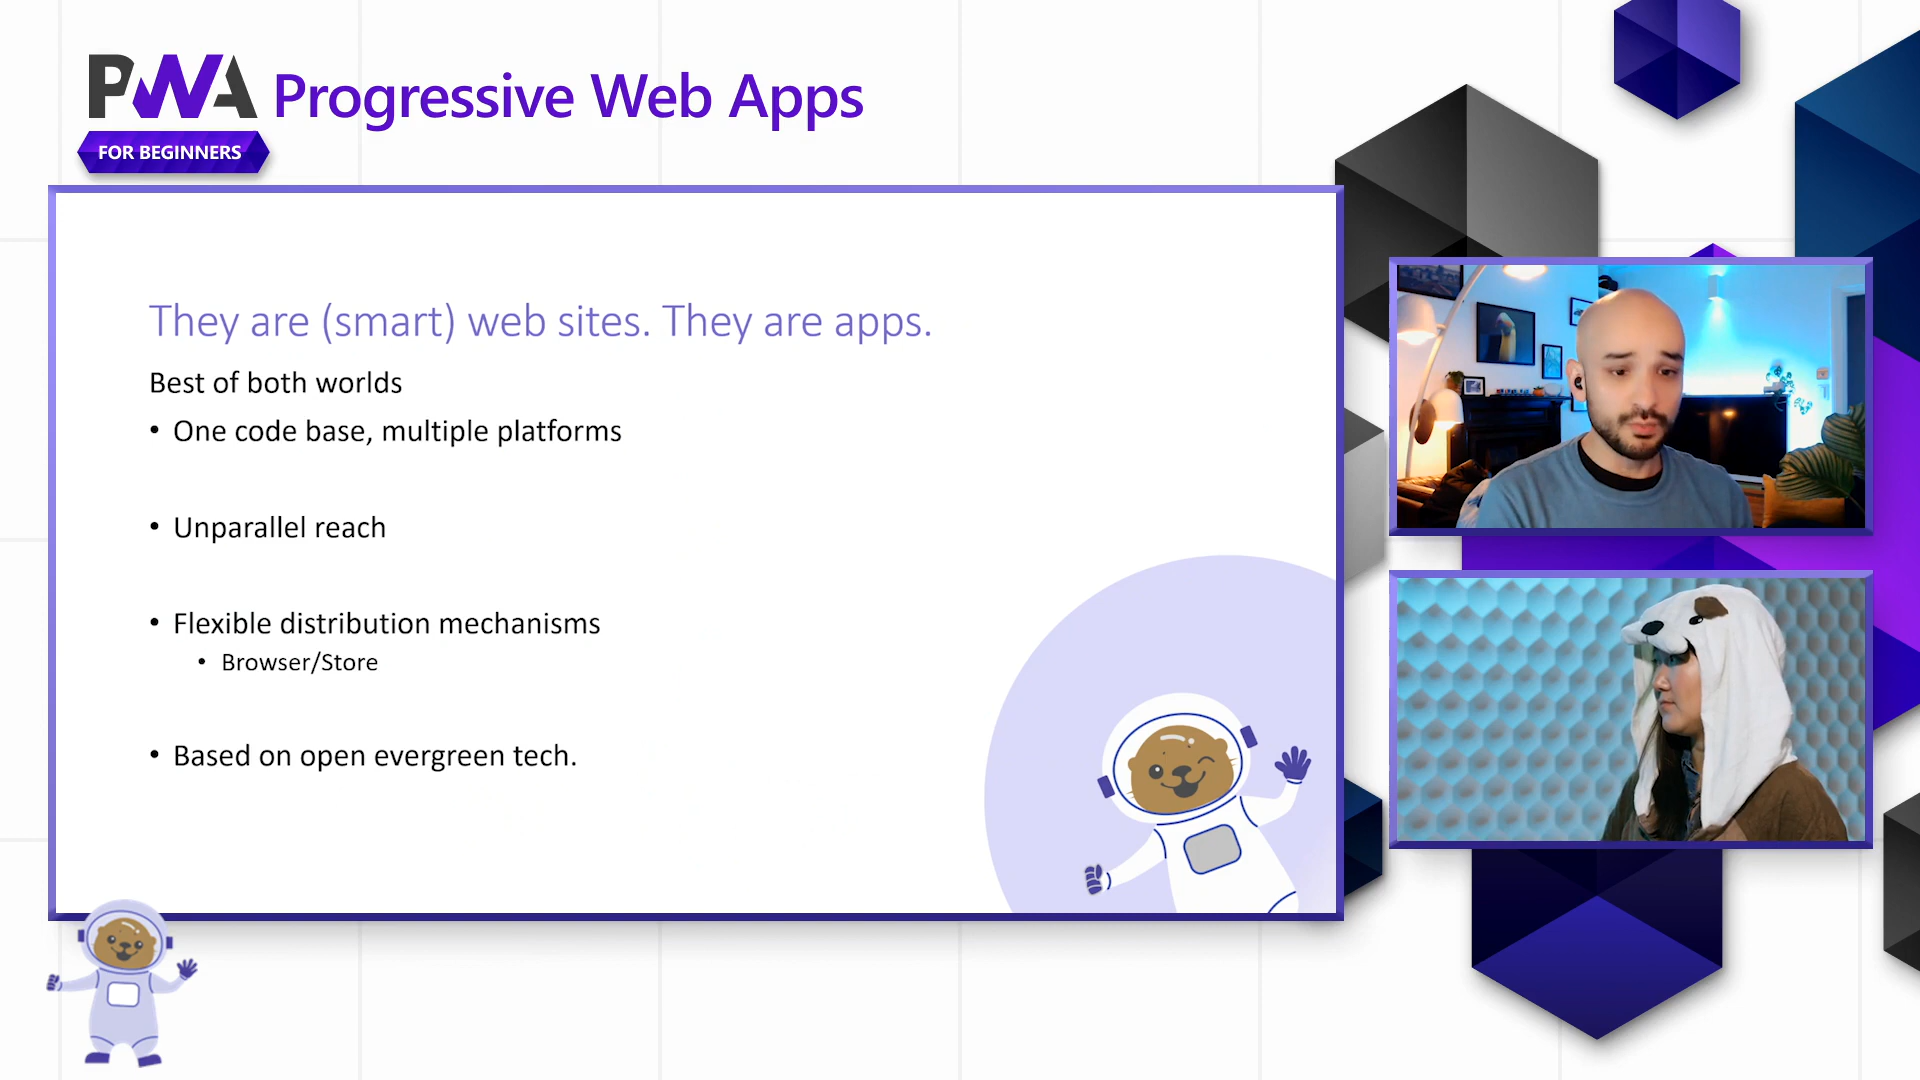 PWA Progressive Web Apps
FOR BEGINNERS
They are (smart) web sites. They are apps.
Best of both worlds
• One code base, multiple platforms
• Unparallel reach
• Flexible distribution mechanisms
• Browser/Store
• Based on open evergreen tech.